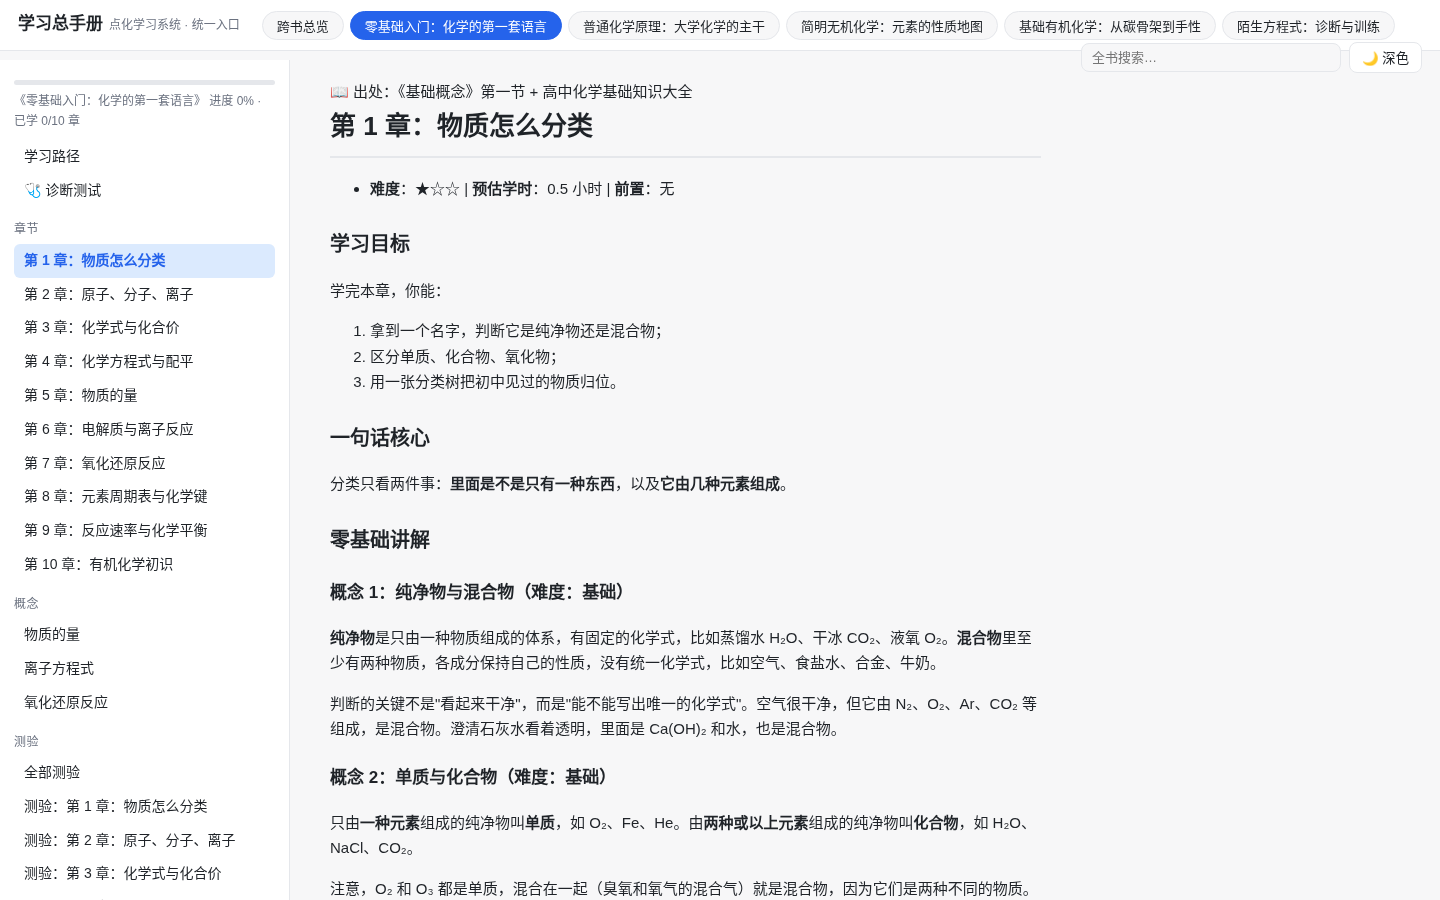 学习总手册 点化学习系统 · 统一入口
跨书总览 零基础入门：化学的第一套语言 普通化学原理：大学化学的主干 简明无机化学：元素的性质地图 基础有机化学：从碳骨架到手性 陌生方程式：诊断与训练
全书搜索… 🌙 深色
《零基础入门：化学的第一套语言》 进度 0% ·
已学 0/10 章
学习路径
🩺 诊断测试
章节
第 1 章：物质怎么分类
第 2 章：原子、分子、离子
第 3 章：化学式与化合价
第 4 章：化学方程式与配平
第 5 章：物质的量
第 6 章：电解质与离子反应
第 7 章：氧化还原反应
第 8 章：元素周期表与化学键
第 9 章：反应速率与化学平衡
第 10 章：有机化学初识
概念
物质的量
离子方程式
氧化还原反应
测验
全部测验
测验：第 1 章：物质怎么分类
测验：第 2 章：原子、分子、离子
测验：第 3 章：化学式与化合价
📖 出处：《基础概念》第一节 + 高中化学基础知识大全
第 1 章：物质怎么分类
• 难度：★☆☆ | 预估学时：0.5 小时 | 前置：无
学习目标
学完本章，你能：
1. 拿到一个名字，判断它是纯净物还是混合物；
2. 区分单质、化合物、氧化物；
3. 用一张分类树把初中见过的物质归位。
一句话核心
分类只看两件事：里面是不是只有一种东西，以及它由几种元素组成。
零基础讲解
概念 1：纯净物与混合物（难度：基础）
纯净物是只由一种物质组成的体系，有固定的化学式，比如蒸馏水 H₂O、干冰 CO₂、液氧 O₂。混合物里至
少有两种物质，各成分保持自己的性质，没有统一化学式，比如空气、食盐水、合金、牛奶。
判断的关键不是"看起来干净"，而是"能不能写出唯一的化学式"。空气很干净，但它由 N₂、O₂、Ar、CO₂ 等
组成，是混合物。澄清石灰水看着透明，里面是 Ca(OH)₂ 和水，也是混合物。
概念 2：单质与化合物（难度：基础）
只由一种元素组成的纯净物叫单质，如 O₂、Fe、He。由两种或以上元素组成的纯净物叫化合物，如 H₂O、
NaCl、CO₂。
注意，O₂ 和 O₃ 都是单质，混合在一起（臭氧和氧气的混合气）就是混合物，因为它们是两种不同的物质。